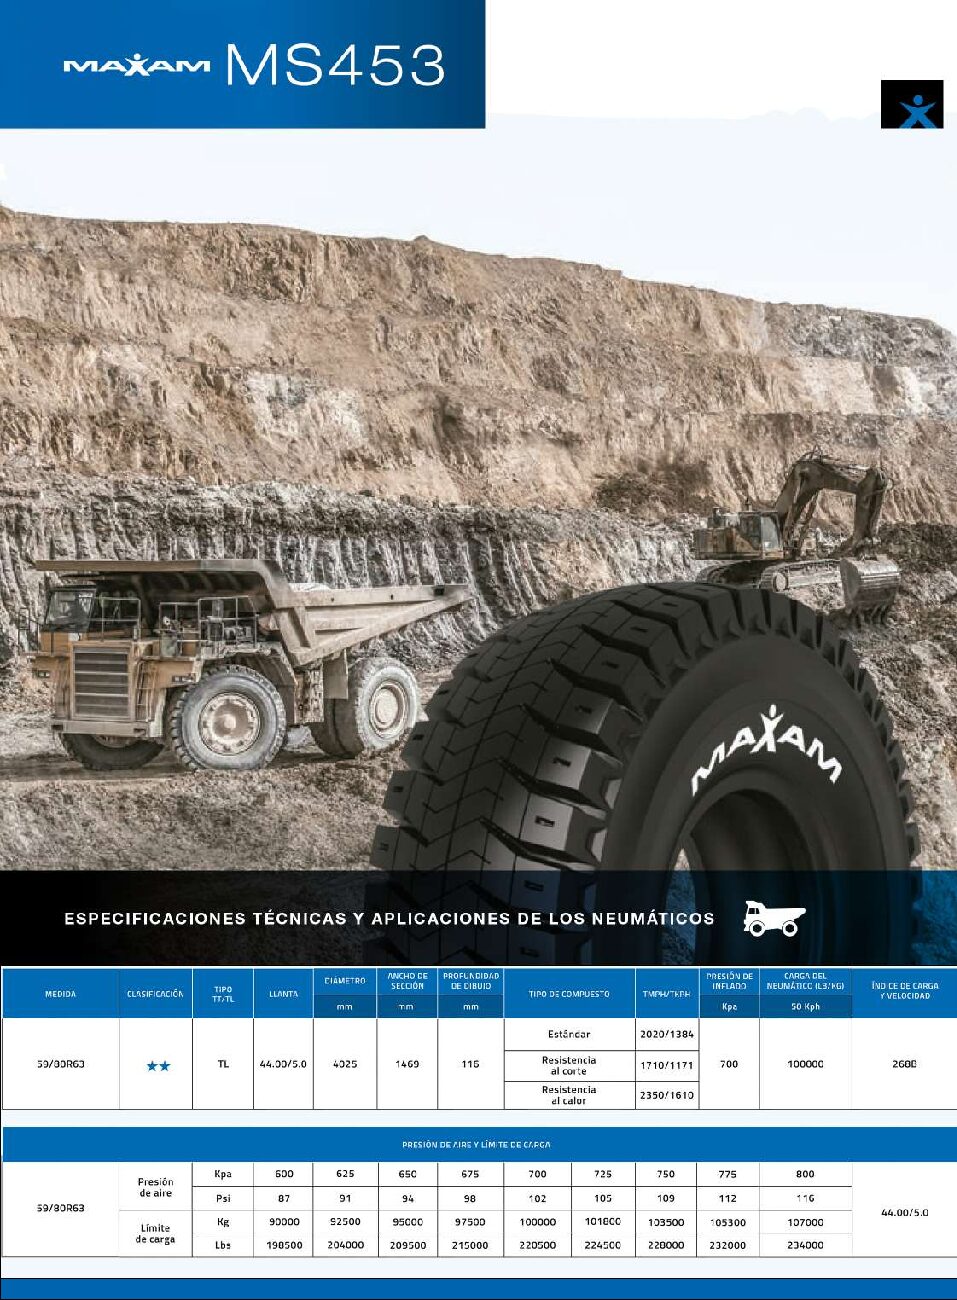 MAXAM MS453
MAXAM
ESPECIFICACIONES TÉCNICAS Y APLICACIONES DE LOS NEUMÁTICOS
MEDIDA CLASIFICACIÓN TIPO TT/TL LLANTA DIÁMETRO ANCHO DE SECCIÓN PROFUNDIDAD DE DIBUJO TIPO DE COMPUESTO TMPH/TKPH PRESIÓN DE INFLADO CARGA DEL NEUMÁTICO (LB/KG) ÍNDICE DE CARGA Y VELOCIDAD
mm mm mm Kpa 50 Kph
59/80R63 ★★ TL 44.00/5.0 4025 1469 116 700 100000 268B
Estándar 2020/1384
Resistencia al corte 1710/1171
Resistencia al calor 2350/1610
PRESIÓN DE AIRE Y LÍMITE DE CARGA
59/80R63 44.00/5.0
Presión de aire
Kpa 600 625 650 675 700 725 750 775 800
Psi 87 91 94 98 102 105 109 112 116
Límite de carga
Kg 90000 92500 95000 97500 100000 101800 103500 105300 107000
Lbs 198500 204000 209500 215000 220500 224500 228000 232000 234000